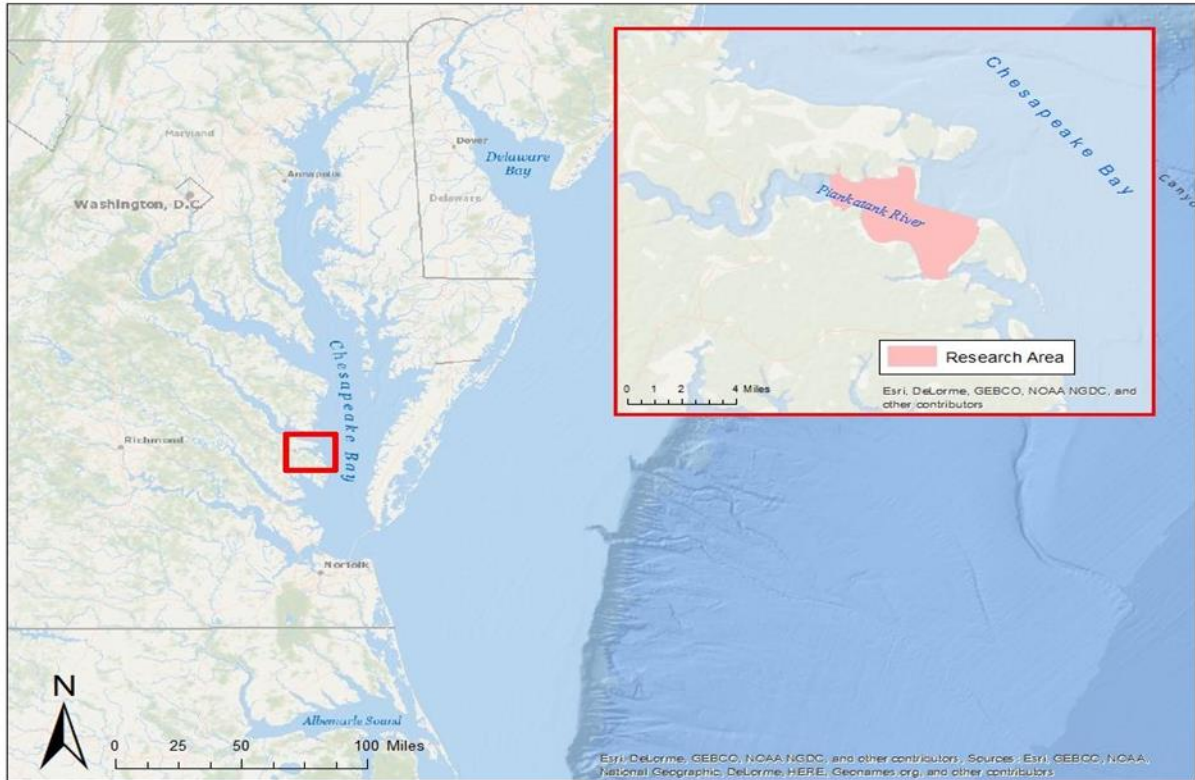 Maryland
Dover
Delaware
Bay
Annapolis
Washington, D.C.
Delaware
Chesapeake Bay
Richmond
Norfolk
Albemarle Sound
N
0 25 50 100 Miles
Chesapeake Bay
Canyo
Piankatank River
Research Area
0 1 2 4 Miles
Esri, DeLorme, GEBCO, NOAA NGDC, and
other contributors
Esri, DeLorme, GEBCO, NOAA NGDC, and other contributors, Sources: Esri, GEBCO, NOAA,
National Geographic, DeLorme, HERE, Geonames.org, and other contributors